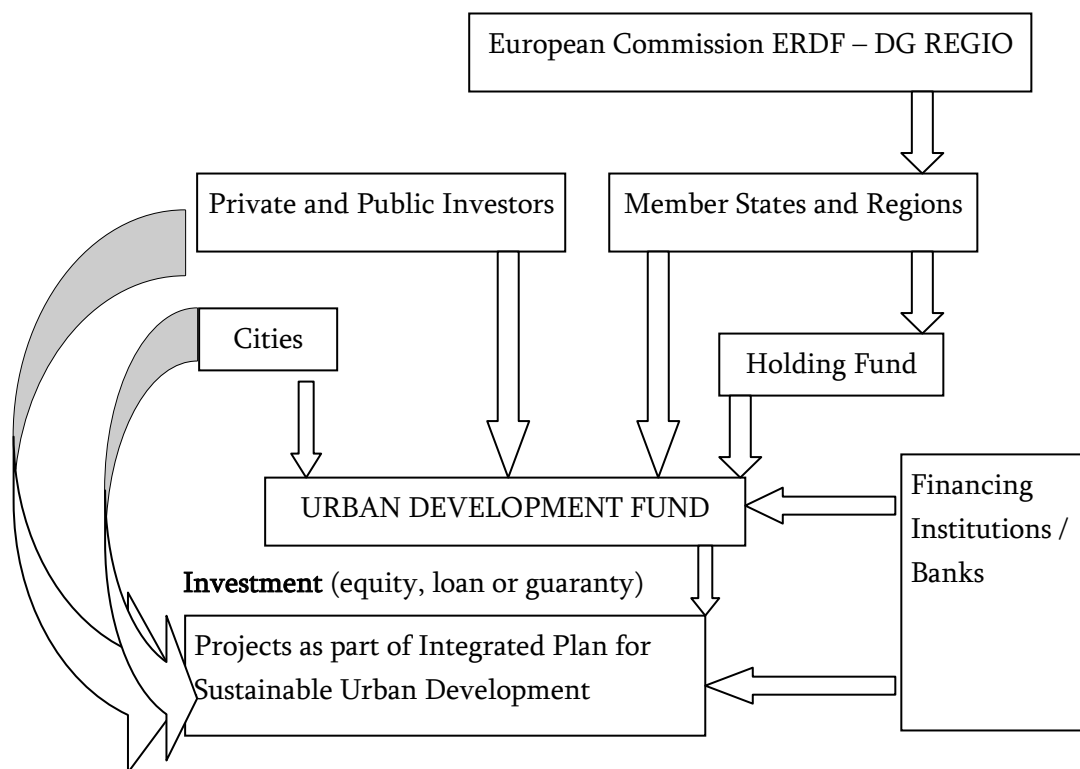 European Commission ERDF – DG REGIO
Private and Public Investors
Member States and Regions
Cities
Holding Fund
URBAN DEVELOPMENT FUND
Financing
Institutions /
Banks
Investment (equity, loan or guaranty)
Projects as part of Integrated Plan for
Sustainable Urban Development